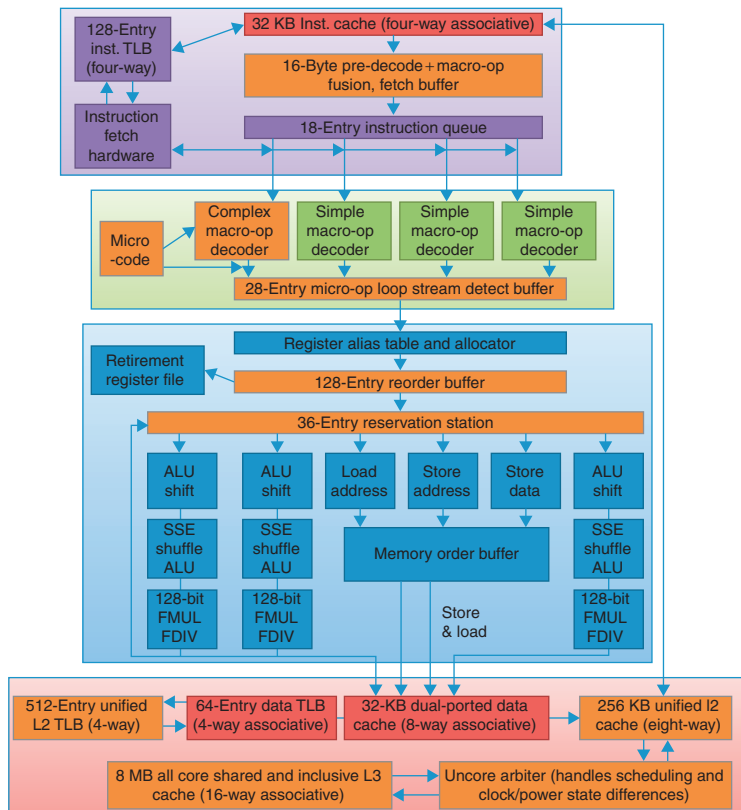 128-Entry
inst. TLB
(four-way)
32 KB Inst. cache (four-way associative)
16-Byte pre-decode+macro-op
fusion, fetch buffer
Instruction
fetch
hardware
18-Entry instruction queue
Micro
-code
Complex
macro-op
decoder
Simple
macro-op
decoder
Simple
macro-op
decoder
Simple
macro-op
decoder
28-Entry micro-op loop stream detect buffer
Register alias table and allocator
Retirement
register file
128-Entry reorder buffer
36-Entry reservation station
ALU
shift
ALU
shift
Load
address
Store
address
Store
data
ALU
shift
SSE
shuffle
ALU
SSE
shuffle
ALU
Memory order buffer
SSE
shuffle
ALU
128-bit
FMUL
FDIV
128-bit
FMUL
FDIV
Store
& load
128-bit
FMUL
FDIV
512-Entry unified
L2 TLB (4-way)
64-Entry data TLB
(4-way associative)
32-KB dual-ported data
cache (8-way associative)
256 KB unified l2
cache (eight-way)
8 MB all core shared and inclusive L3
cache (16-way associative)
Uncore arbiter (handles scheduling and
clock/power state differences)